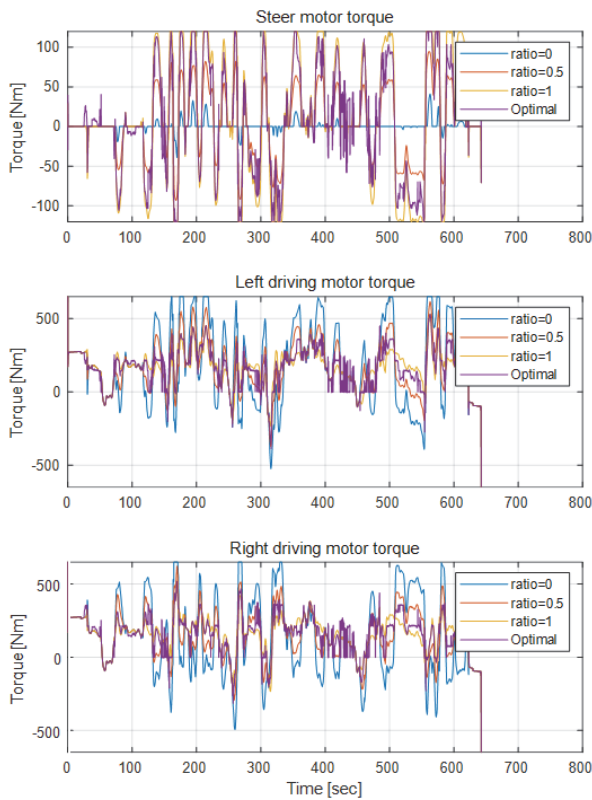 Steer motor torque
Torque [Nm]
100
50
0
-50
-100
ratio=0
ratio=0.5
ratio=1
Optimal
0 100 200 300 400 500 600 700 800
Left driving motor torque
Torque [Nm]
500
0
-500
ratio=0
ratio=0.5
ratio=1
Optimal
0 100 200 300 400 500 600 700 800
Right driving motor torque
Torque [Nm]
500
0
-500
ratio=0
ratio=0.5
ratio=1
Optimal
0 100 200 300 400 500 600 700 800
Time [sec]